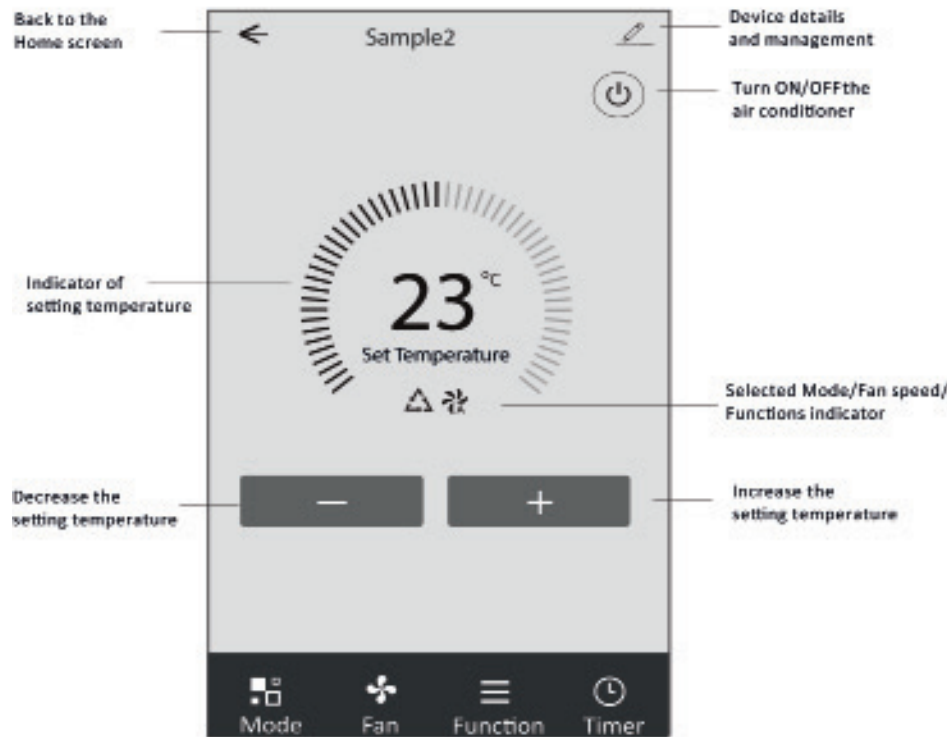 Back to the
Home screen
Sample2
Device details
and management
Turn ON/OFFthe
air conditioner
Indicator of
setting temperature
23 °C
Set Temperature
Selected Mode/Fan speed/
Functions indicator
Decrease the
setting temperature
−
+
Increase the
setting temperature
Mode
Fan
Function
Timer